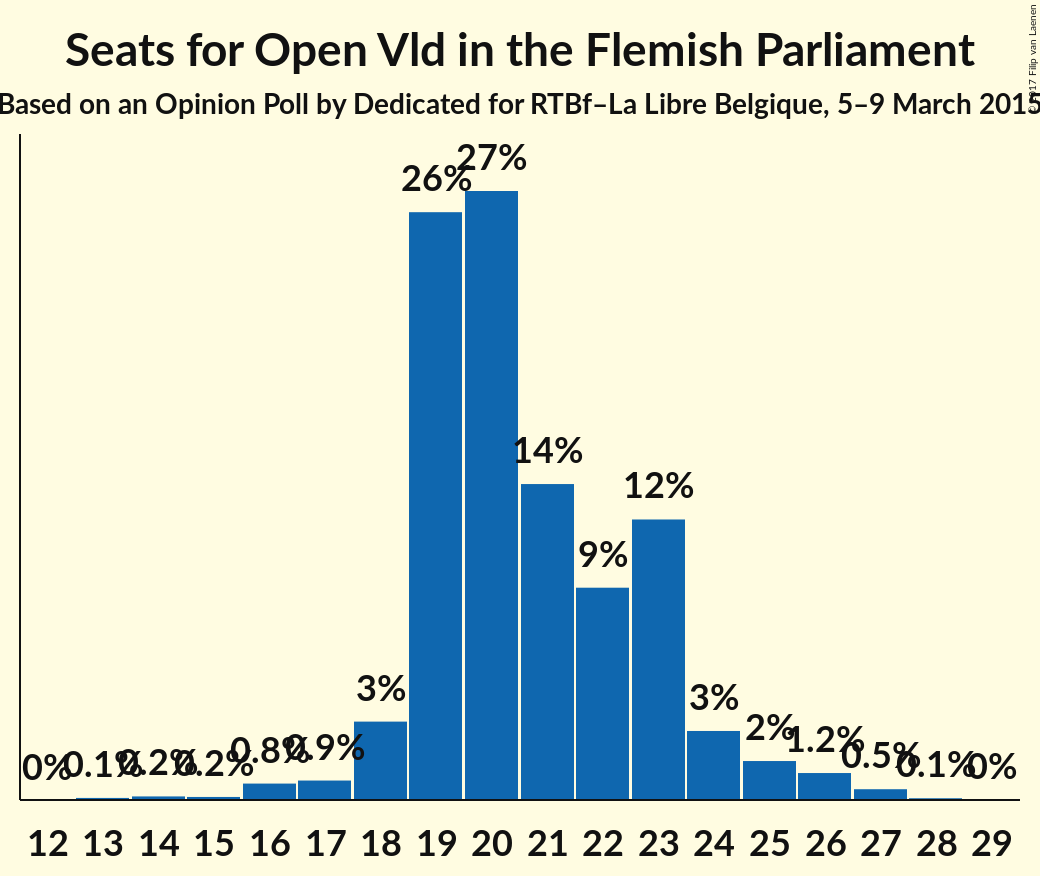 Seats for Open Vld in the Flemish Parliament
Based on an Opinion Poll by Dedicated for RTBf–La Libre Belgique, 5–9 March 2015
© 2017 Filip van Laenen
0% 0.1% 0.2% 0.2% 0.8% 0.9% 3% 26% 27% 14% 9% 12% 3% 2% 1.2% 0.5% 0.1% 0%
12 13 14 15 16 17 18 19 20 21 22 23 24 25 26 27 28 29